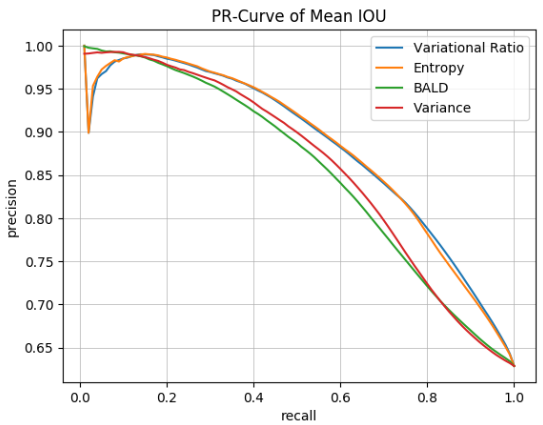 PR-Curve of Mean IOU
Variational Ratio
Entropy
BALD
Variance
precision
1.00
0.95
0.90
0.85
0.80
0.75
0.70
0.65
0.0 0.2 0.4 0.6 0.8 1.0
recall